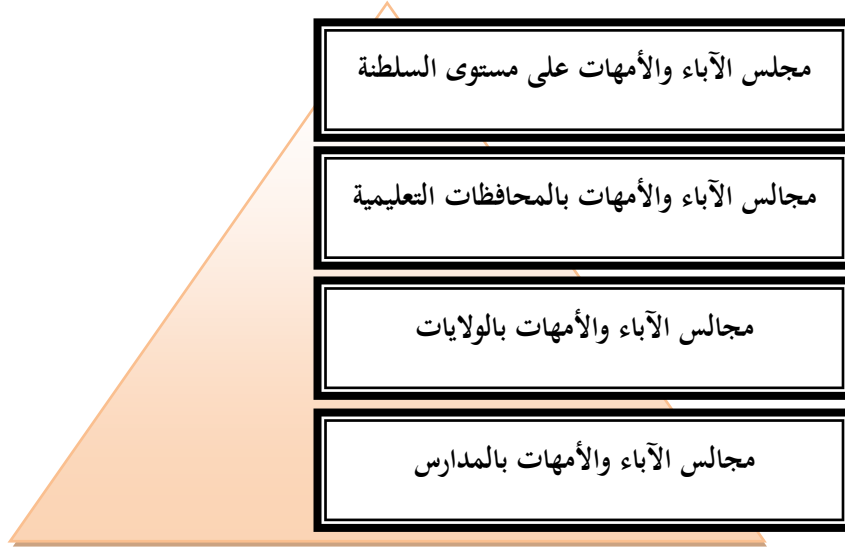 مجلس الآباء والأمهات على مستوى السلطنة
مجالس الآباء والأمهات بالمحافظات التعليمية
مجالس الآباء والأمهات بالولايات
مجالس الآباء والأمهات بالمدارس